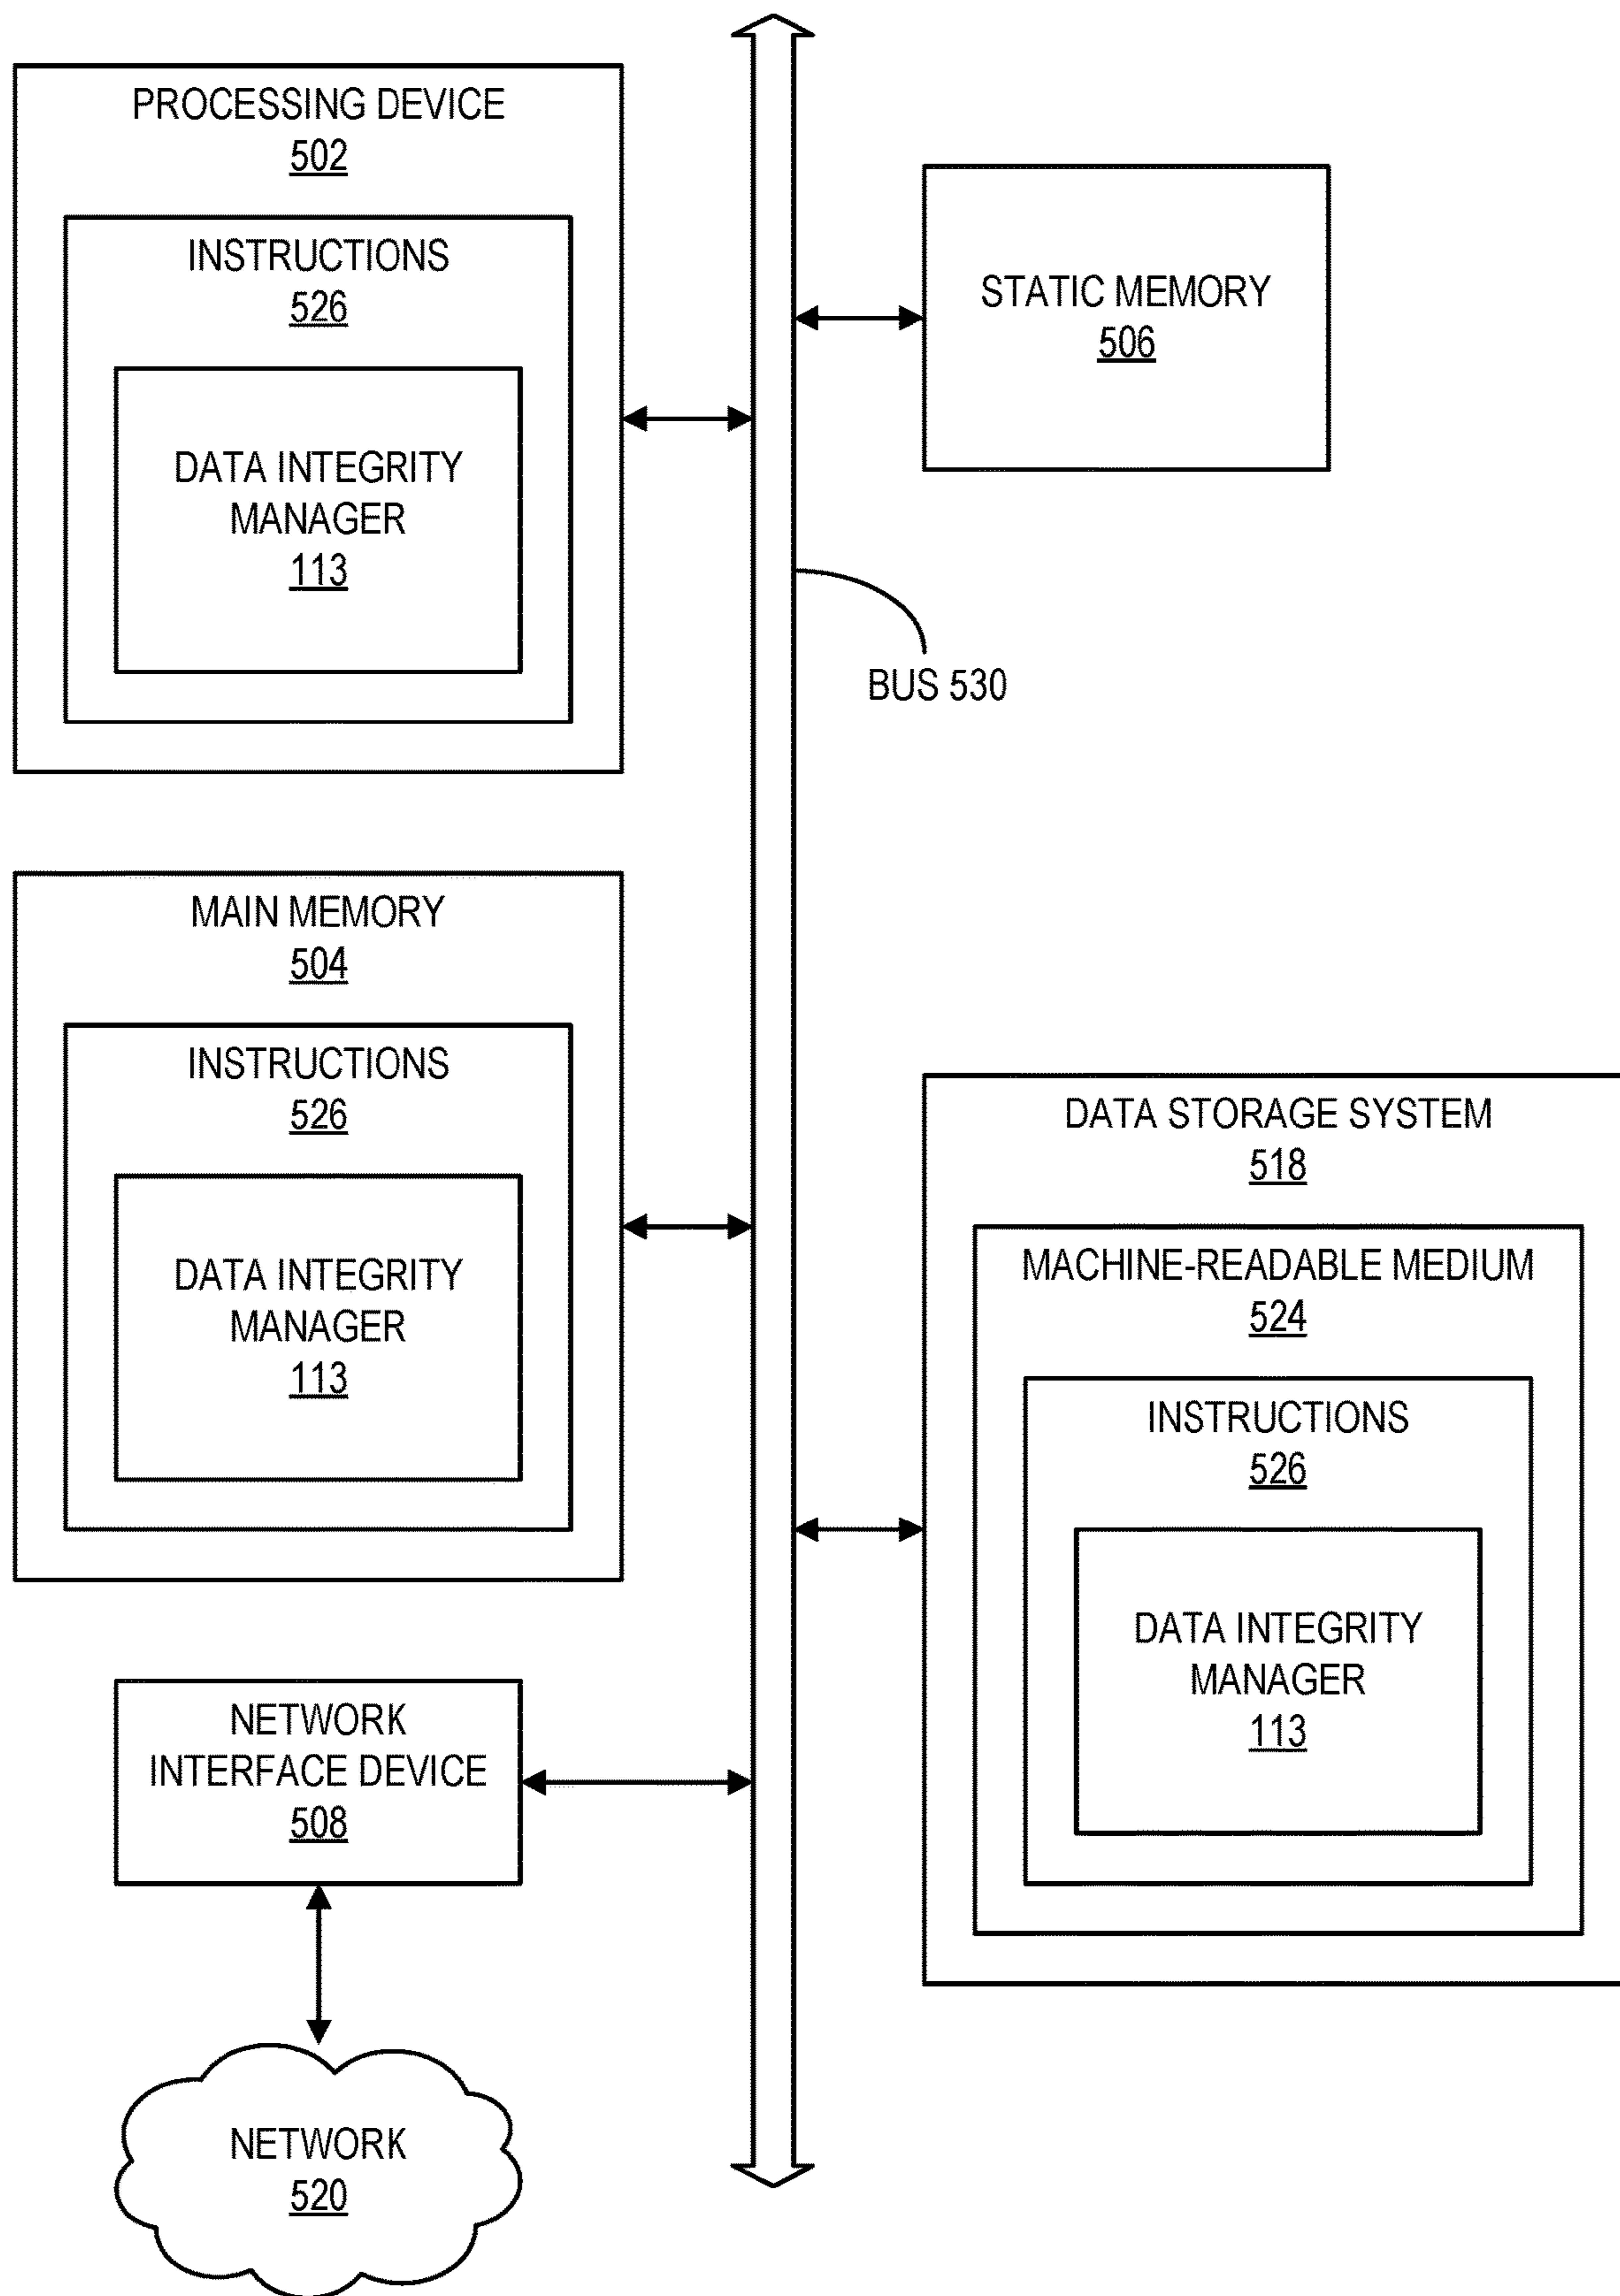 PROCESSING DEVICE
502
INSTRUCTIONS
526
DATA INTEGRITY
MANAGER
113
STATIC MEMORY
506
BUS 530
MAIN MEMORY
504
INSTRUCTIONS
526
DATA INTEGRITY
MANAGER
113
DATA STORAGE SYSTEM
518
MACHINE-READABLE MEDIUM
524
INSTRUCTIONS
526
DATA INTEGRITY
MANAGER
113
NETWORK
INTERFACE DEVICE
508
NETWORK
520